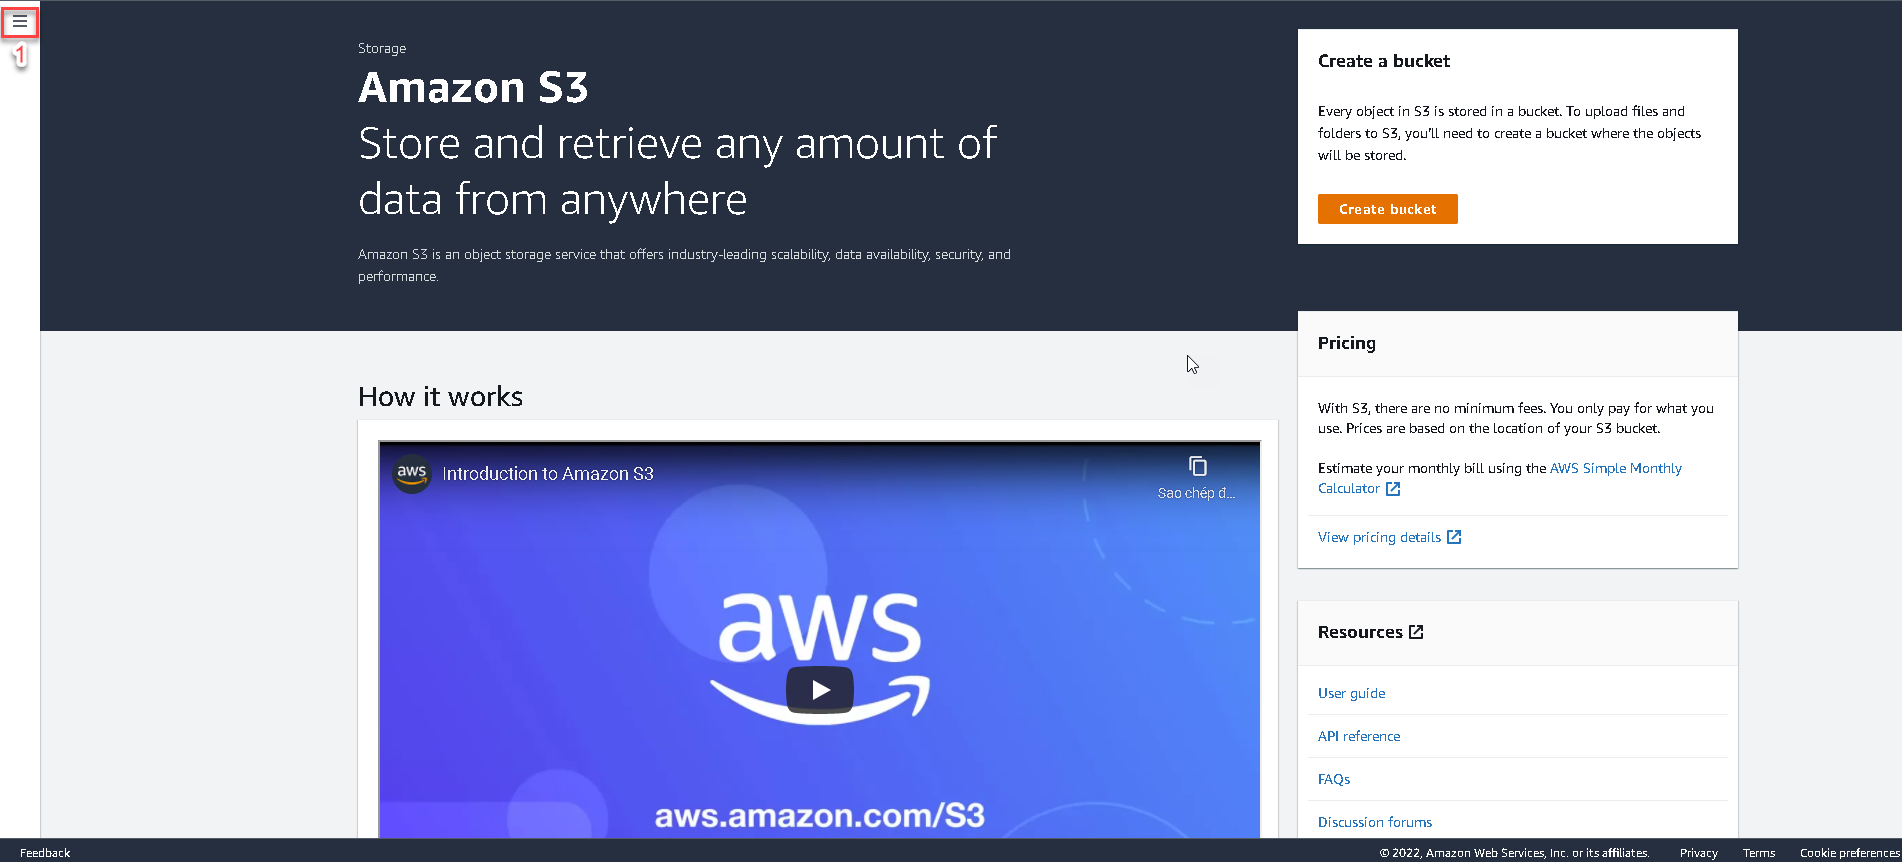 1
Storage
Amazon S3
Store and retrieve any amount of
data from anywhere
Amazon S3 is an object storage service that offers industry-leading scalability, data availability, security, and
performance.
Create a bucket
Every object in S3 is stored in a bucket. To upload files and
folders to S3, you'll need to create a bucket where the objects
will be stored.
Create bucket
How it works
aws
Introduction to Amazon S3
Sao chép đ...
aws
aws.amazon.com/S3
Pricing
With S3, there are no minimum fees. You only pay for what you
use. Prices are based on the location of your S3 bucket.
Estimate your monthly bill using the AWS Simple Monthly
Calculator
View pricing details
Resources
User guide
API reference
FAQs
Discussion forums
Feedback
© 2022, Amazon Web Services, Inc. or its affiliates.
Privacy
Terms
Cookie preferences